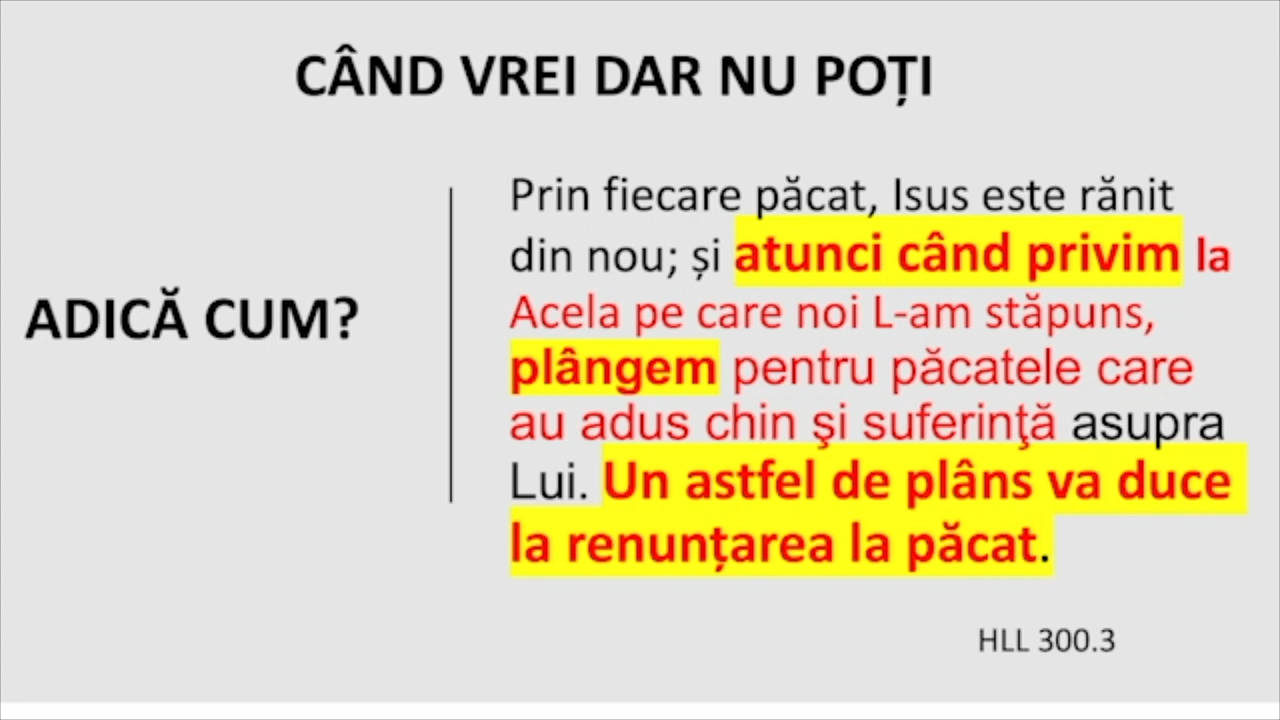 CÂND VREI DAR NU POȚI
ADICĂ CUM?
Prin fiecare păcat, Isus este rănit
din nou; și atunci când privim la
Acela pe care noi L-am stăpuns,
plângem pentru păcatele care
au adus chin şi suferinţă asupra
Lui. Un astfel de plâns va duce
la renunțarea la păcat.
HLL 300.3